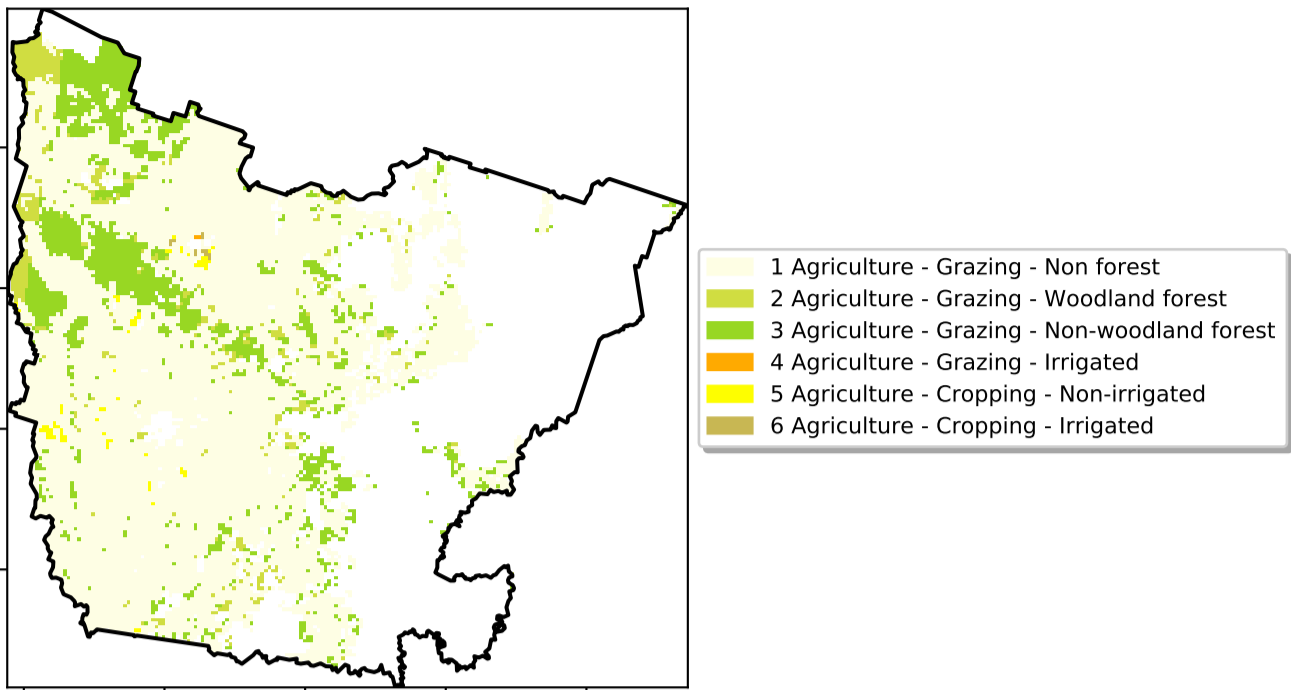 1 Agriculture - Grazing - Non forest
2 Agriculture - Grazing - Woodland forest
3 Agriculture - Grazing - Non-woodland forest
4 Agriculture - Grazing - Irrigated
5 Agriculture - Cropping - Non-irrigated
6 Agriculture - Cropping - Irrigated